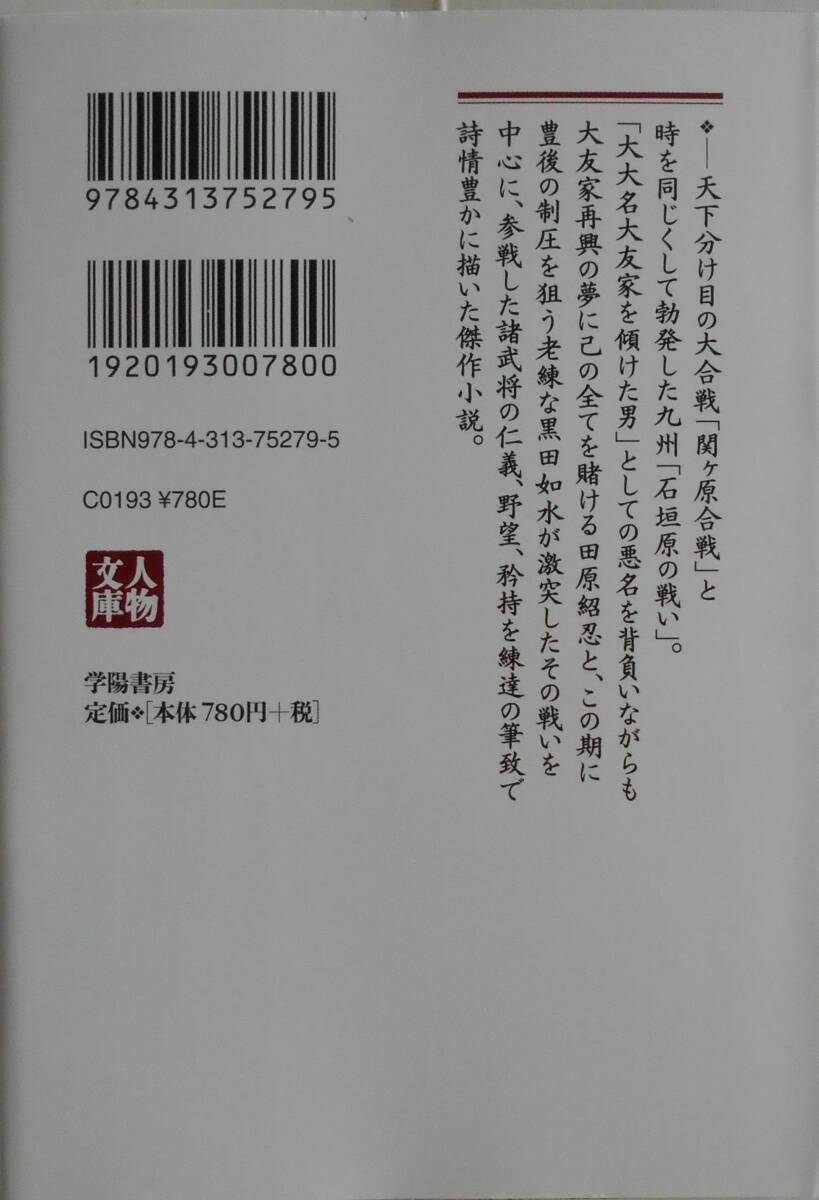 ❖―天下分け目の大合戦「関ヶ原合戦」と
時を同じくして勃発した九州「石垣原の戦い」。
「大大名大友家を傾けた男」としての悪名を背負いながらも
大友家再興の夢に己の全てを賭ける田原紹忍と、この期に
豊後の制圧を狙う老練な黒田如水が激突したその戦いを
中心に、参戦した諸武将の仁義、野望、矜持を練達の筆致で
詩情豊かに描いた傑作小説。
9784313752795
1920193007800
ISBN978-4-313-75279-5
C0193 ¥780E
人物
文庫
学陽書房
定価❖[本体780円+税]